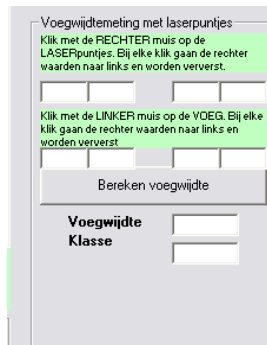 Voegwijdtemeting met laserpuntjes
Klik met de RECHTER muis op de
LASERpuntjes. Bij elke klik gaan de rechter
waarden naar links en worden ververst.
Klik met de LINKER muis op de VOEG. Bij elke
klik gaan de rechter waarden naar links en
worden ververst
Bereken voegwijdte
Voegwijdte
Klasse